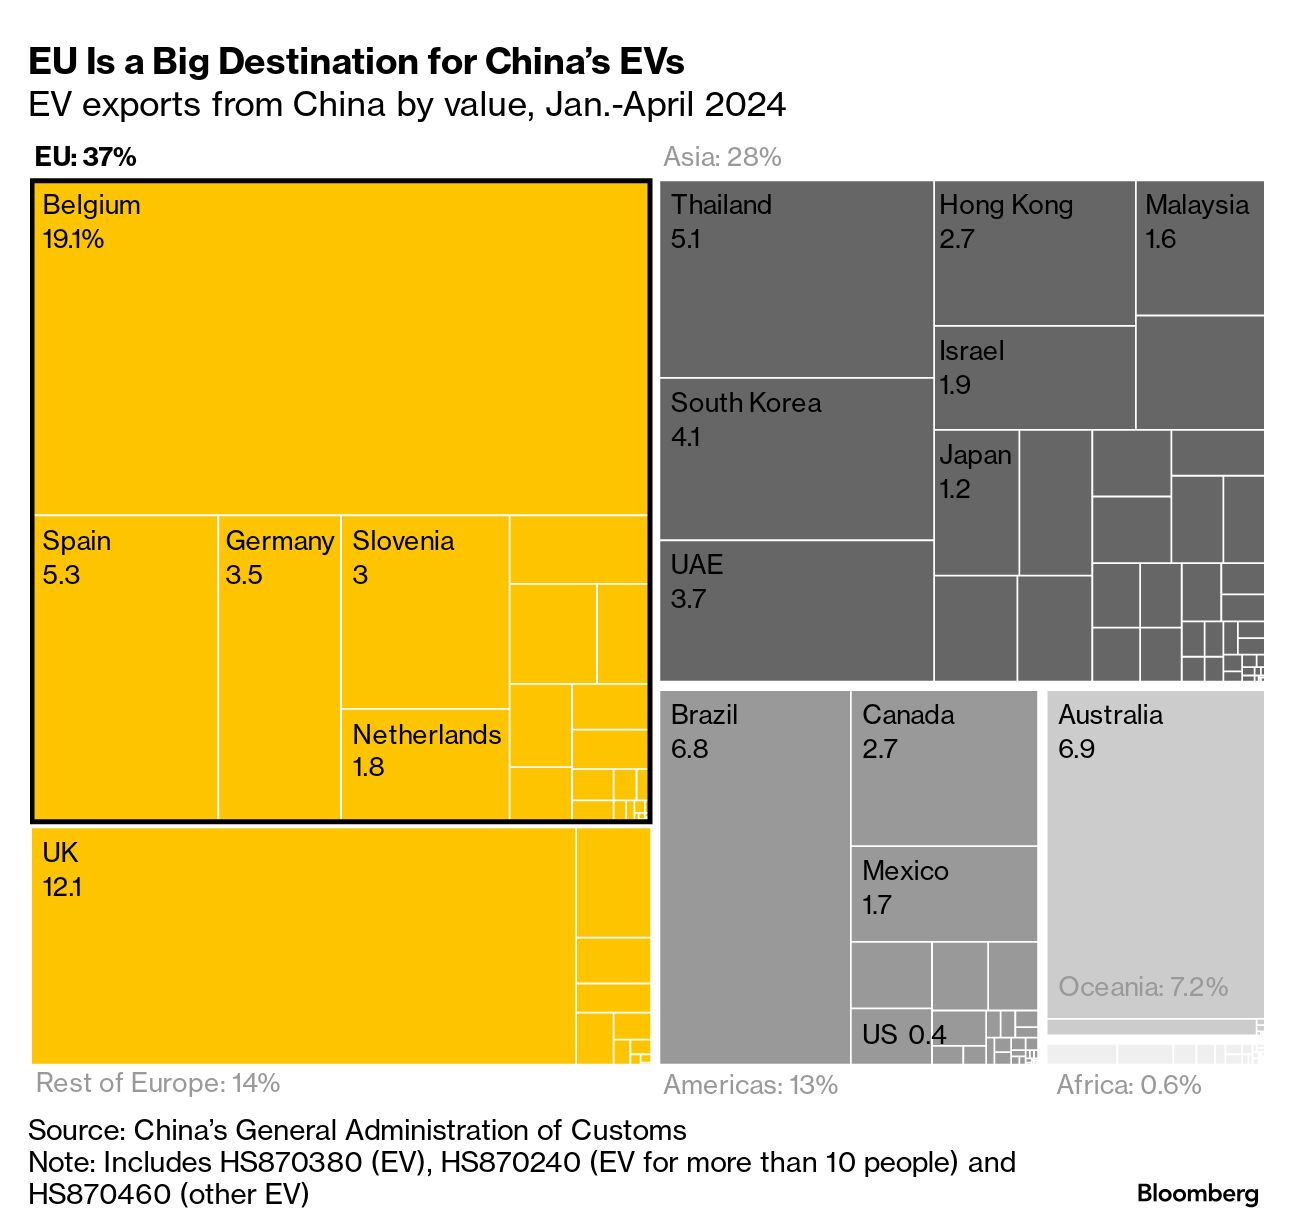 EU Is a Big Destination for China’s EVs
EV exports from China by value, Jan.-April 2024
EU: 37%
Belgium
19.1%
Spain
5.3
Germany
3.5
Slovenia
3
Netherlands
1.8
UK
12.1
Rest of Europe: 14%
Asia: 28%
Thailand
5.1
South Korea
4.1
UAE
3.7
Hong Kong
2.7
Israel
1.9
Japan
1.2
Malaysia
1.6
Brazil
6.8
Canada
2.7
Mexico
1.7
US 0.4
Americas: 13%
Australia
6.9
Oceania: 7.2%
Africa: 0.6%
Source: China’s General Administration of Customs
Note: Includes HS870380 (EV), HS870240 (EV for more than 10 people) and
HS870460 (other EV)
Bloomberg